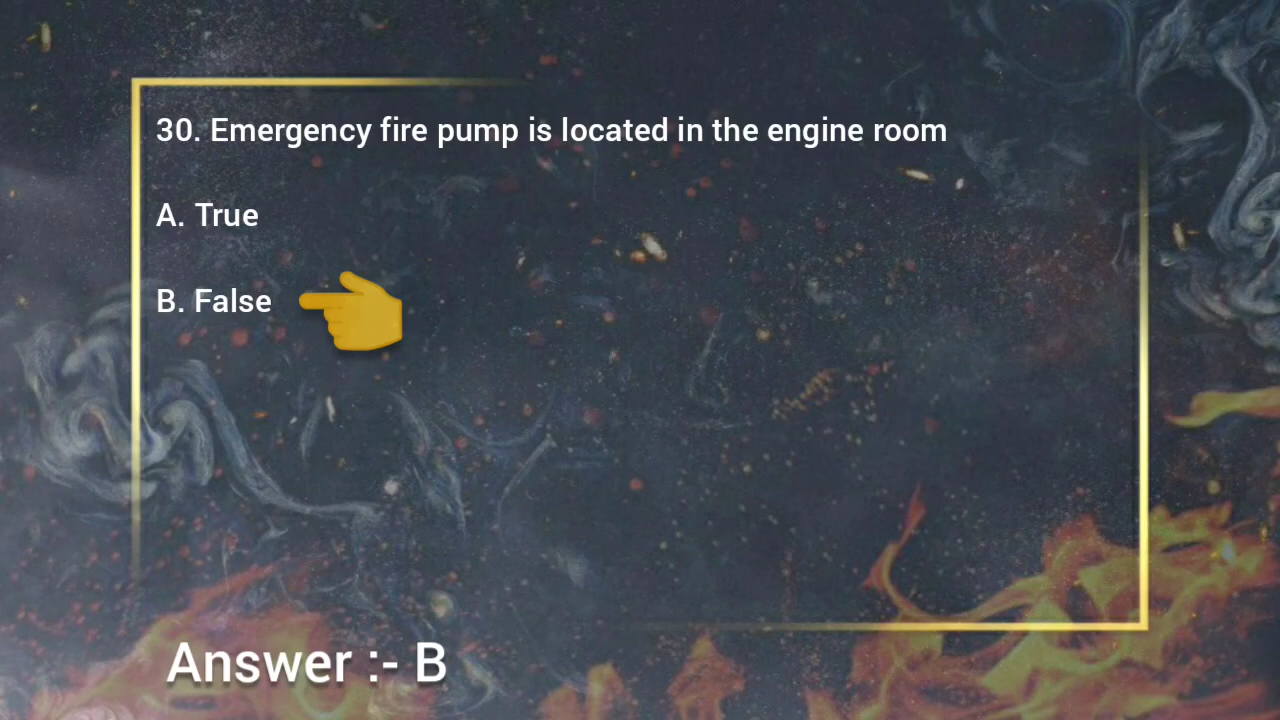 30. Emergency fire pump is located in the engine room
A. True
B. False
Answer :- B